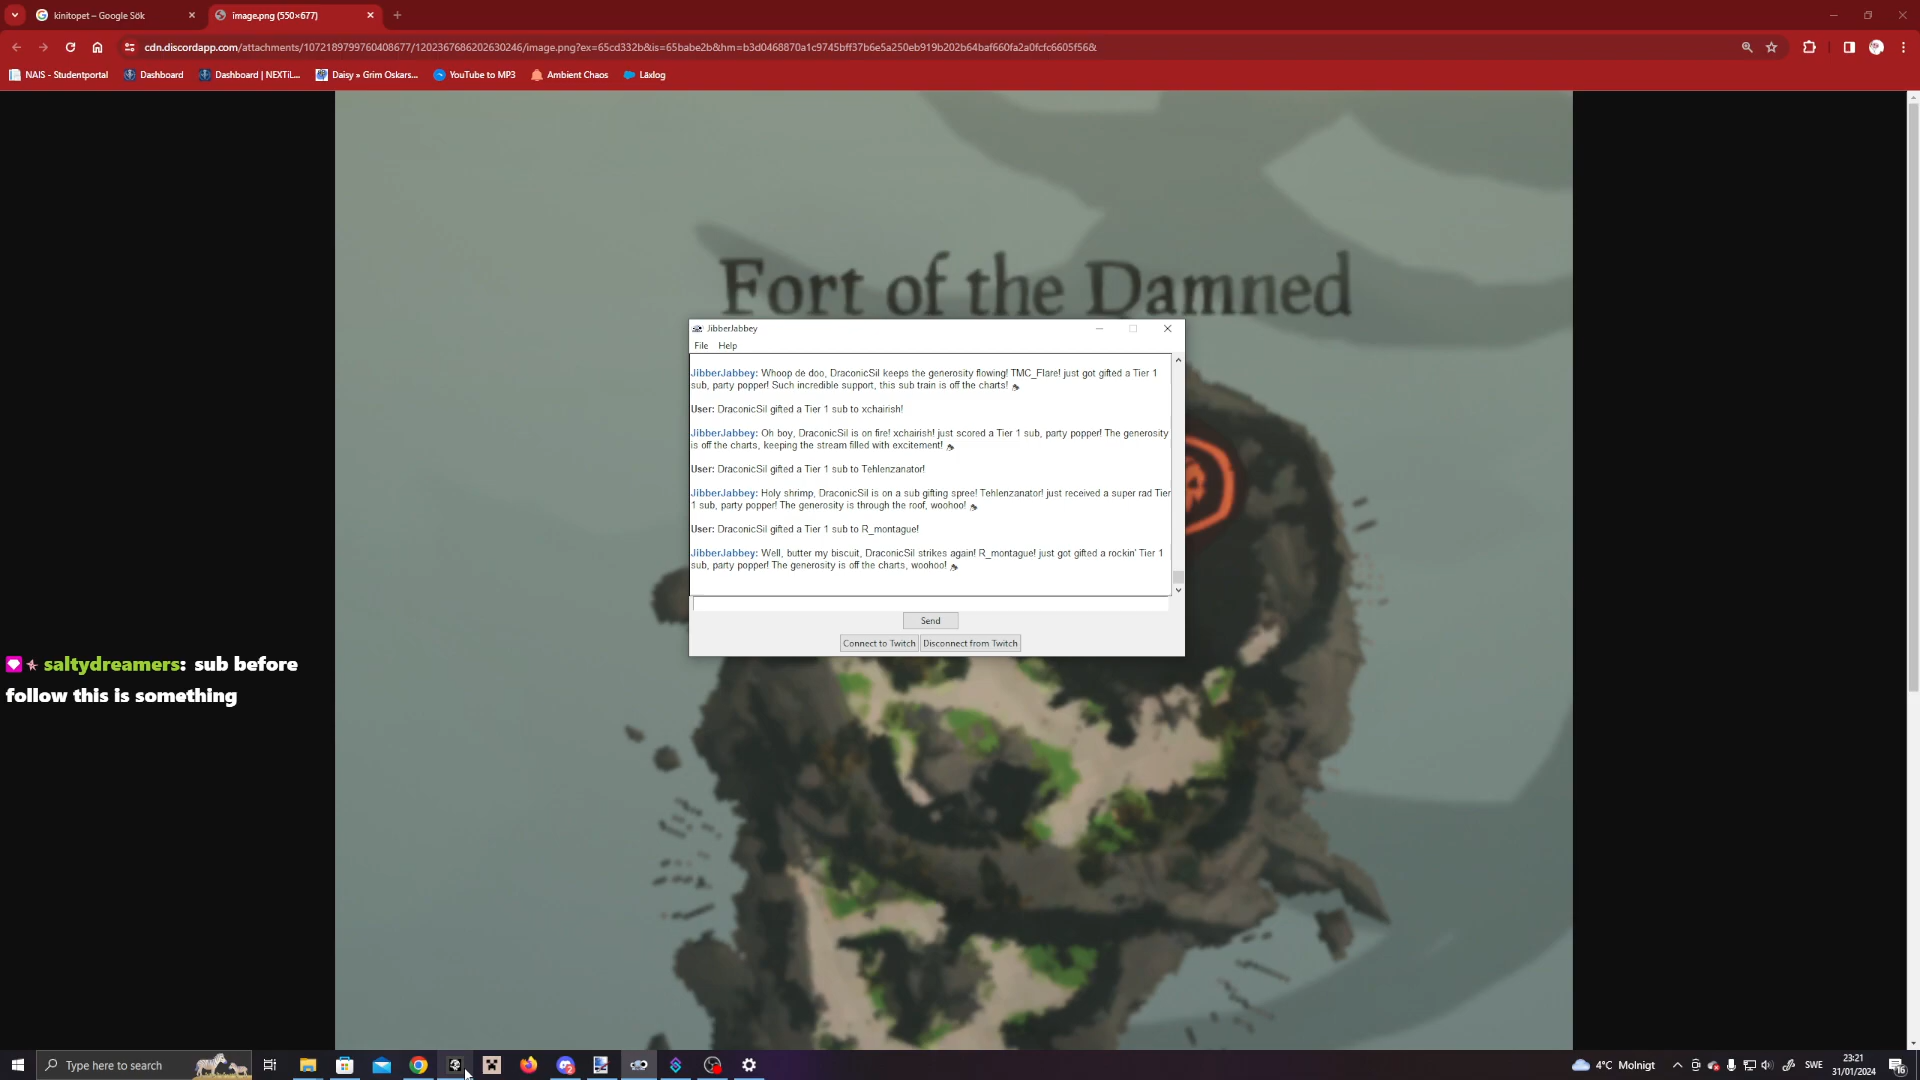 kinitopet – Google Sök
image.png (550×677)
cdn.discordapp.com/attachments/1072189799760408677/1202367686202630246/image.png?ex=65cd332b&is=65babe2b&hm=b3d0468870a1c9745bff37b6e5a250eb919b202b64baf660fa2a0fcfc6605f56&
NAIS - Studentportal
Dashboard
Dashboard | NEXTiL...
Daisy » Grim Oskars...
YouTube to MP3
Ambient Chaos
Läxlog
Fort of the Damned
JibberJabbey
File Help
JibberJabbey: Whoop de doo, DraconicSil keeps the generosity flowing! TMC_Flare! just got gifted a Tier 1
sub, party popper! Such incredible support, this sub train is off the charts!
User: DraconicSil gifted a Tier 1 sub to xchairish!
JibberJabbey: Oh boy, DraconicSil is on fire! xchairish! just scored a Tier 1 sub, party popper! The generosity
is off the charts, keeping the stream filled with excitement!
User: DraconicSil gifted a Tier 1 sub to Tehlenzanator!
JibberJabbey: Holy shrimp, DraconicSil is on a sub gifting spree! Tehlenzanator! just received a super rad Tier
1 sub, party popper! The generosity is through the roof, woohoo!
User: DraconicSil gifted a Tier 1 sub to R_montague!
JibberJabbey: Well, butter my biscuit, DraconicSil strikes again! R_montague! just got gifted a rockin' Tier 1
sub, party popper! The generosity is off the charts, woohoo!
Send
Connect to Twitch
Disconnect from Twitch
saltydreamers: sub before
follow this is something
Type here to search
2
4°C Molnigt
SWE
23:21
31/01/2024
16